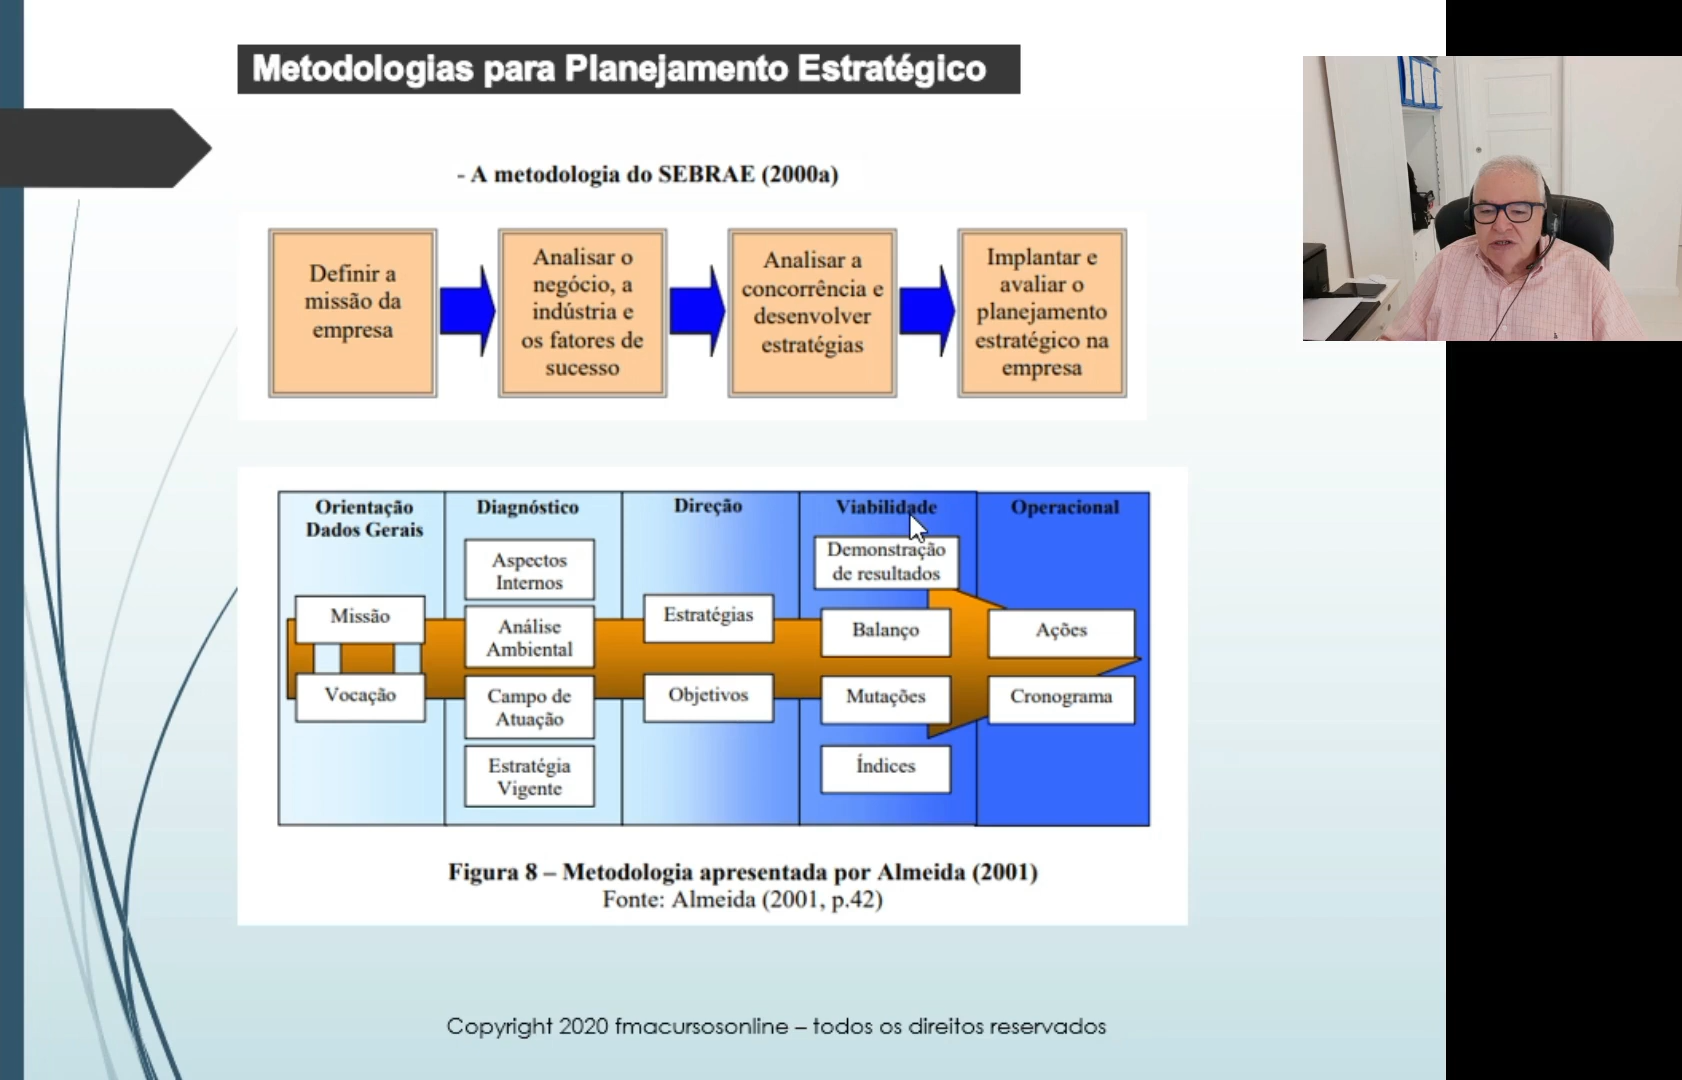 Metodologias para Planejamento Estratégico
- A metodologia do SEBRAE (2000a)
Definir a
missão da
empresa
Analisar o
negócio, a
indústria e
os fatores de
sucesso
Analisar a
concorrência e
desenvolver
estratégias
Implantar e
avaliar o
planejamento
estratégico na
empresa
Orientação
Dados Gerais
Missão
Vocação
Diagnóstico
Aspectos
Internos
Análise
Ambiental
Campo de
Atuação
Estratégia
Vigente
Direção
Estratégias
Objetivos
Viabilidade
Demonstração
de resultados
Balanço
Mutações
Índices
Operacional
Ações
Cronograma
Figura 8 – Metodologia apresentada por Almeida (2001)
Fonte: Almeida (2001, p.42)
Copyright 2020 fmacursosonline – todos os direitos reservados